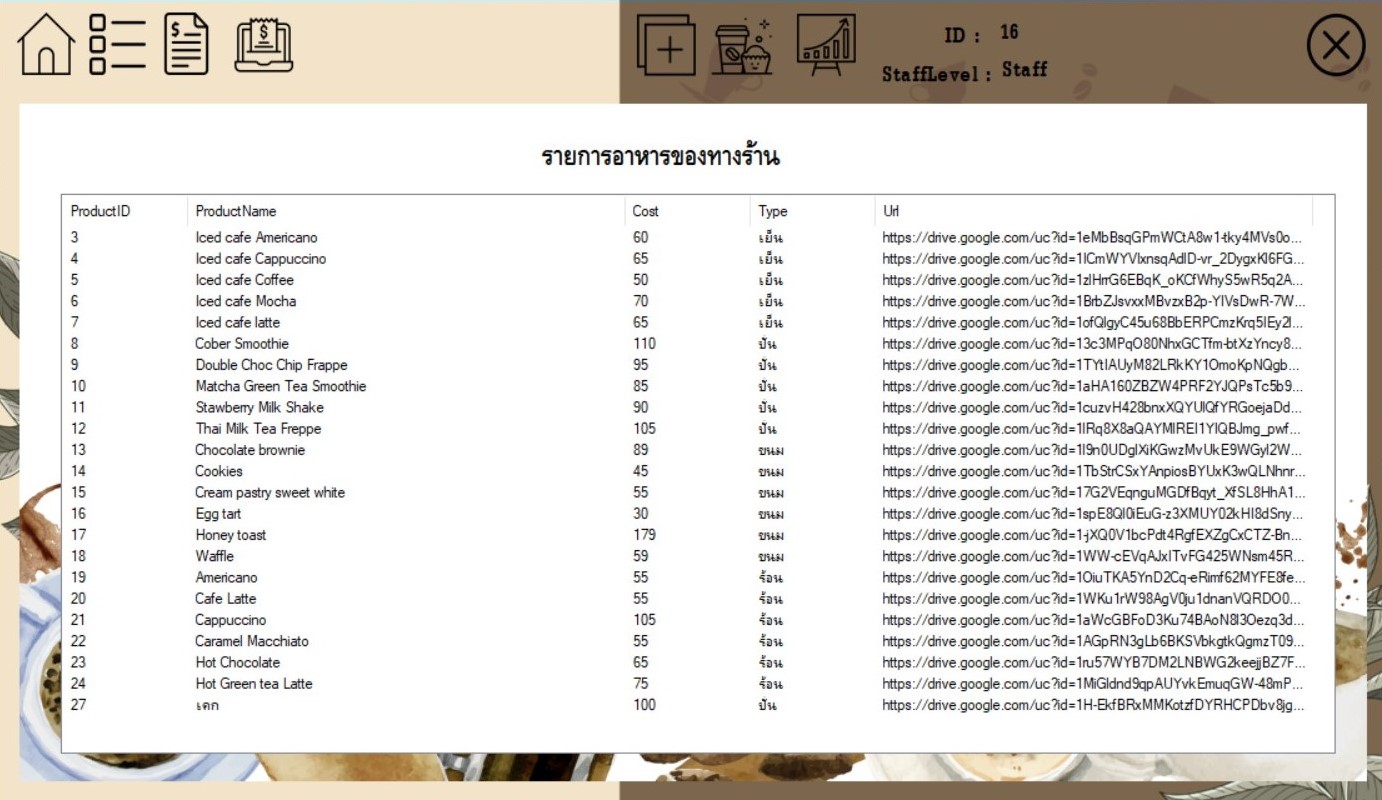 ID : 16
StaffLevel : Staff
รายการอาหารของทางร้าน
ProductID ProductName Cost Type Url
3 Iced cafe Americano 60 เย็น https://drive.google.com/uc?id=1eMbBsqGPmWCtA8w1-tky4MVs0o...
4 Iced cafe Cappuccino 65 เย็น https://drive.google.com/uc?id=1ICmWYVlxnsqAdID-vr_2DygxKl6FG...
5 Iced cafe Coffee 50 เย็น https://drive.google.com/uc?id=1zlHrrG6EBqK_oKCfWhyS5wR5q2A...
6 Iced cafe Mocha 70 เย็น https://drive.google.com/uc?id=1BrbZJsvxxMBvzxB2p-YIVsDwR-7W...
7 Iced cafe latte 65 เย็น https://drive.google.com/uc?id=1ofQlgyC45u68BbERPCmzKrq5IEy2l...
8 Cober Smoothie 110 ปั่น https://drive.google.com/uc?id=13c3MPqO80NhxGCTfm-btXzYncy8...
9 Double Choc Chip Frappe 95 ปั่น https://drive.google.com/uc?id=1TYtIAUyM82LRkKY1OmoKpNQgb...
10 Matcha Green Tea Smoothie 85 ปั่น https://drive.google.com/uc?id=1aHA160ZBZW4PRF2YJQPsTc5b9...
11 Stawberry Milk Shake 90 ปั่น https://drive.google.com/uc?id=1cuzvH428bnxXQYUlQfYRGoejaDd...
12 Thai Milk Tea Freppe 105 ปั่น https://drive.google.com/uc?id=1lRq8X8aQAYMlREI1YlQBJmg_pwf...
13 Chocolate brownie 89 ขนม https://drive.google.com/uc?id=1l9n0UDglXiKGwzMvUkE9WGyl2W...
14 Cookies 45 ขนม https://drive.google.com/uc?id=1TbStrCSxYAnpiosBYUxK3wQLNhnr...
15 Cream pastry sweet white 55 ขนม https://drive.google.com/uc?id=17G2VEqnguMGDfBqyt_XfSL8HhA1...
16 Egg tart 30 ขนม https://drive.google.com/uc?id=1spE8Ql0iEuG-z3XMUY02kHI8dSny...
17 Honey toast 179 ขนม https://drive.google.com/uc?id=1-jXQ0V1bcPdt4RgfEXZgCxCTZ-Bn...
18 Waffle 59 ขนม https://drive.google.com/uc?id=1WW-cEVqAJxITvFG425WNsm45R...
19 Americano 55 ร้อน https://drive.google.com/uc?id=1OiuTKA5YnD2Cq-eRimf62MYFE8fe...
20 Cafe Latte 55 ร้อน https://drive.google.com/uc?id=1WKu1rW98AgV0ju1dnanVQRDO0...
21 Cappuccino 105 ร้อน https://drive.google.com/uc?id=1aWcGBFoD3Ku74BAoN8l3Oezq3d...
22 Caramel Macchiato 55 ร้อน https://drive.google.com/uc?id=1AGpRN3gLb6BKSVbkgtkQgmzT09...
23 Hot Chocolate 65 ร้อน https://drive.google.com/uc?id=1ru57WYB7DM2LNBWG2keejjBZ7F...
24 Hot Green tea Latte 75 ร้อน https://drive.google.com/uc?id=1MiGldnd9qpAUYvkEmuqGW-48mP...
27 เคก 100 ปั่น https://drive.google.com/uc?id=1H-EkfBRxMMKotzfDYRHCPDbv8jg...